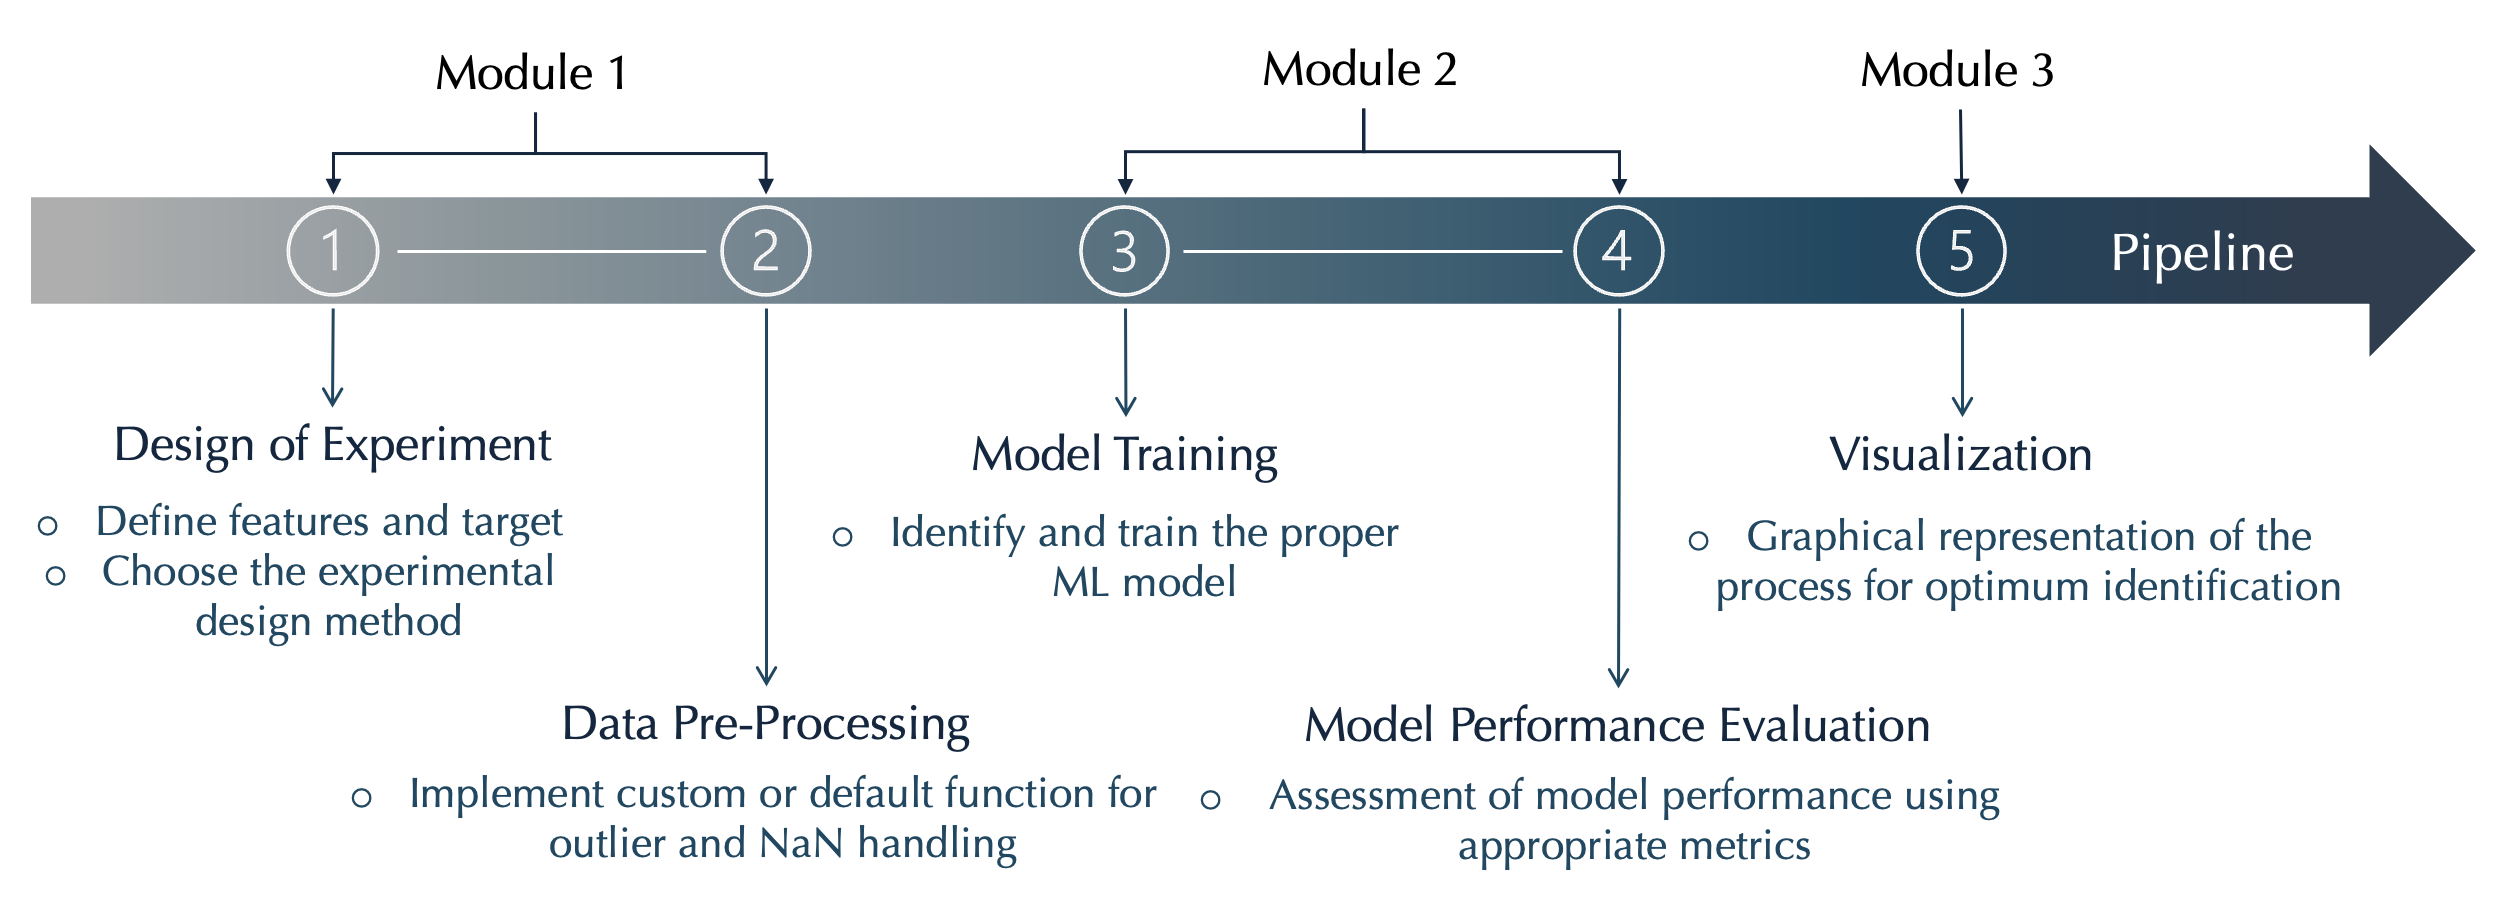 Module 1
Module 2
Module 3
1
2
3
4
5
Pipeline
Design of Experiment
Define features and target
Choose the experimental
design method
Data Pre-Processing
Implement custom or default function for
outlier and NaN handling
Model Training
Identify and train the proper
ML model
Model Performance Evaluation
Assessment of model performance using
appropriate metrics
Visualization
Graphical representation of the
process for optimum identification